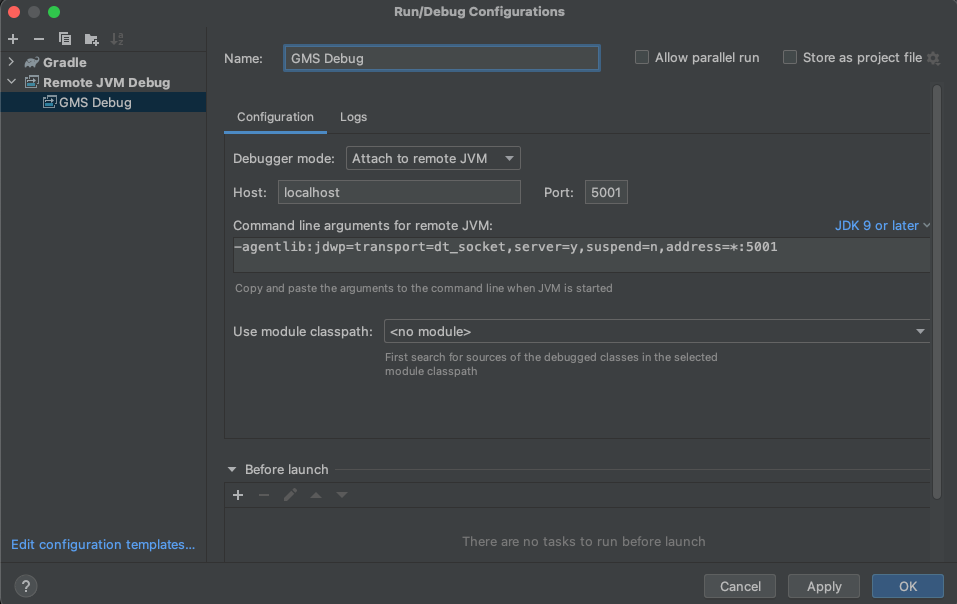 Run/Debug Configurations
Gradle
Remote JVM Debug
GMS Debug
Edit configuration templates...
Name: GMS Debug
Allow parallel run
Store as project file
Configuration Logs
Debugger mode: Attach to remote JVM
Host: localhost Port: 5001
Command line arguments for remote JVM: JDK 9 or later
-agentlib:jdwp=transport=dt_socket,server=y,suspend=n,address=*:5001
Copy and paste the arguments to the command line when JVM is started
Use module classpath: <no module>
First search for sources of the debugged classes in the selected
module classpath
Before launch
There are no tasks to run before launch
?
Cancel Apply OK